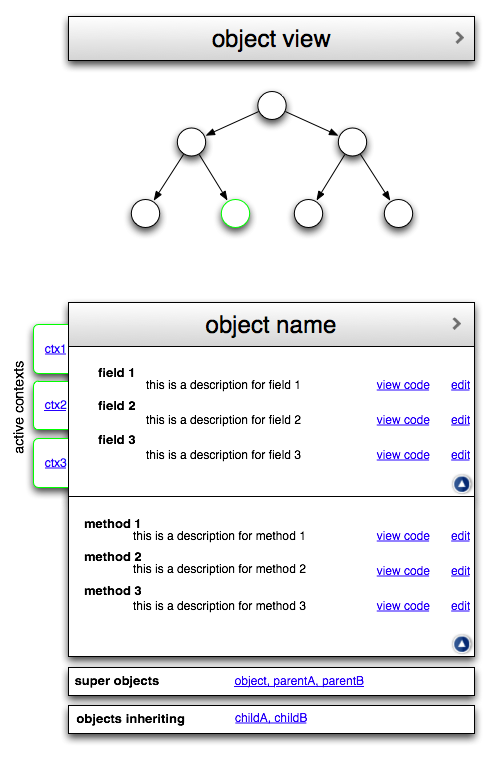 object view
object name
active contexts
ctx1
ctx2
ctx3
field 1
this is a description for field 1 view code edit
field 2
this is a description for field 2 view code edit
field 3
this is a description for field 3 view code edit
method 1
this is a description for method 1 view code edit
method 2
this is a description for method 2 view code edit
method 3
this is a description for method 3 view code edit
super objects object, parentA, parentB
objects inheriting childA, childB